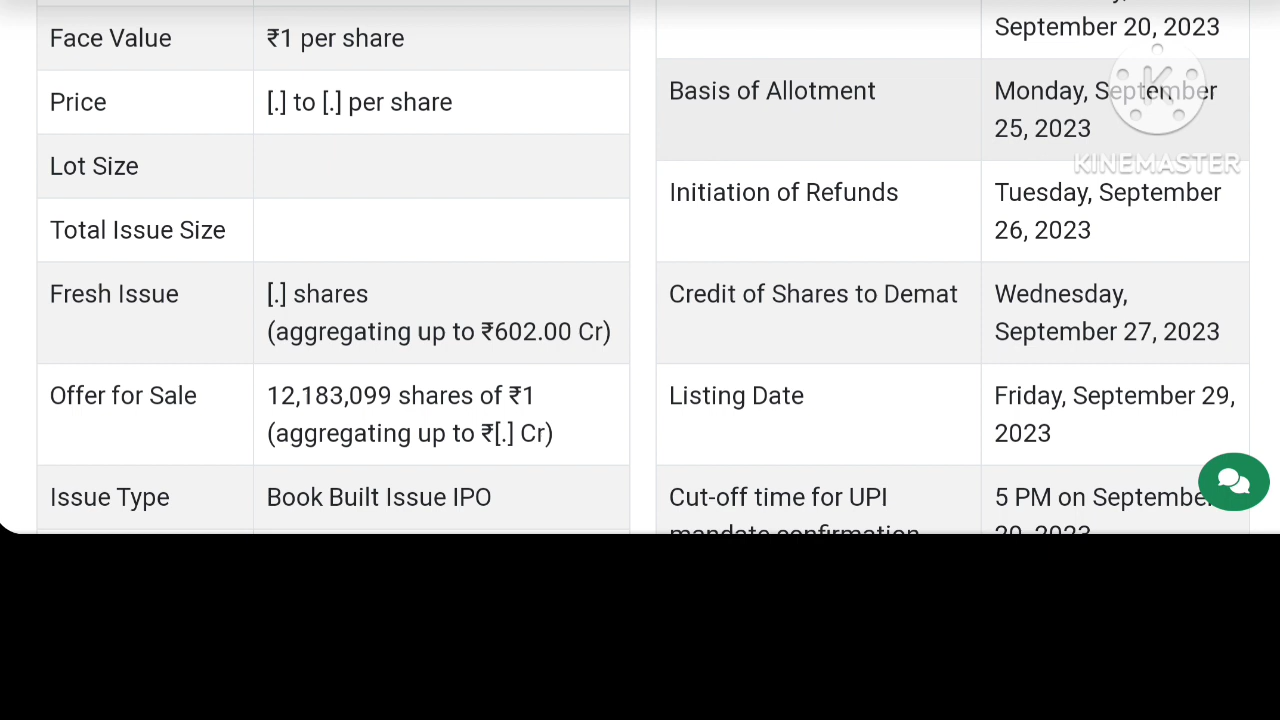 Face Value
₹1 per share
Price
[.] to [.] per share
Lot Size
Total Issue Size
Fresh Issue
[.] shares
(aggregating up to ₹602.00 Cr)
Offer for Sale
12,183,099 shares of ₹1
(aggregating up to ₹[.] Cr)
Issue Type
Book Built Issue IPO
September 20, 2023
Basis of Allotment
Monday, September
25, 2023
Initiation of Refunds
Tuesday, September
26, 2023
Credit of Shares to Demat
Wednesday,
September 27, 2023
Listing Date
Friday, September 29,
2023
Cut-off time for UPI
mandate confirmation
5 PM on September
20, 2023
KINEMASTER